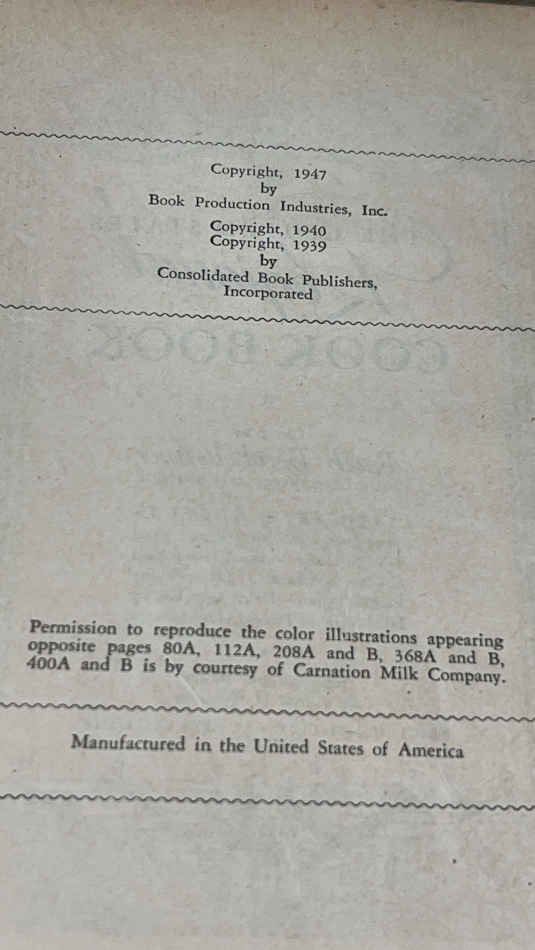 Copyright, 1947
by
Book Production Industries, Inc.
Copyright, 1940
Copyright, 1939
by
Consolidated Book Publishers,
Incorporated
COOK BOOK
Permission to reproduce the color illustrations appearing
opposite pages 80A, 112A, 208A and B, 368A and B,
400A and B is by courtesy of Carnation Milk Company.
Manufactured in the United States of America